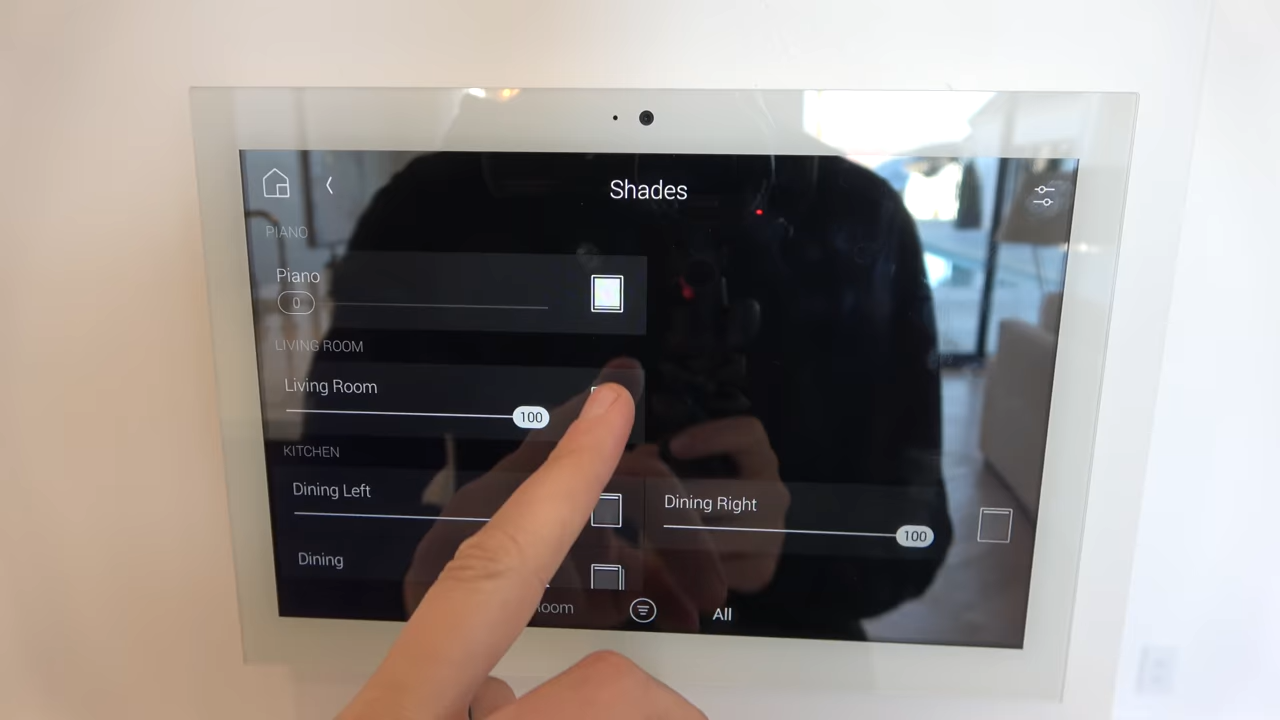 Shades
PIANO
Piano
0
LIVING ROOM
Living Room
100
KITCHEN
Dining Left
Dining Right
100
Dining
All